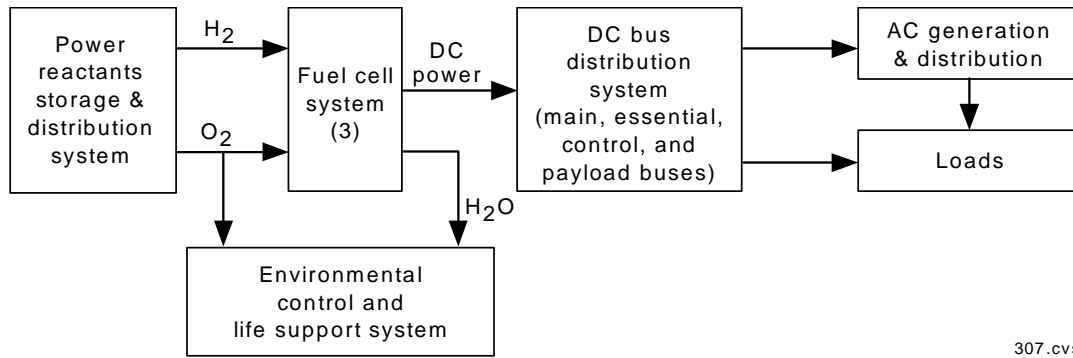 Power
reactants
storage &
distribution
system
H2
O2
Fuel cell
system
(3)
DC
power
H2O
DC bus
distribution
system
(main, essential,
control, and
payload buses)
AC generation
& distribution
Loads
Environmental
control and
life support system
307.cvs